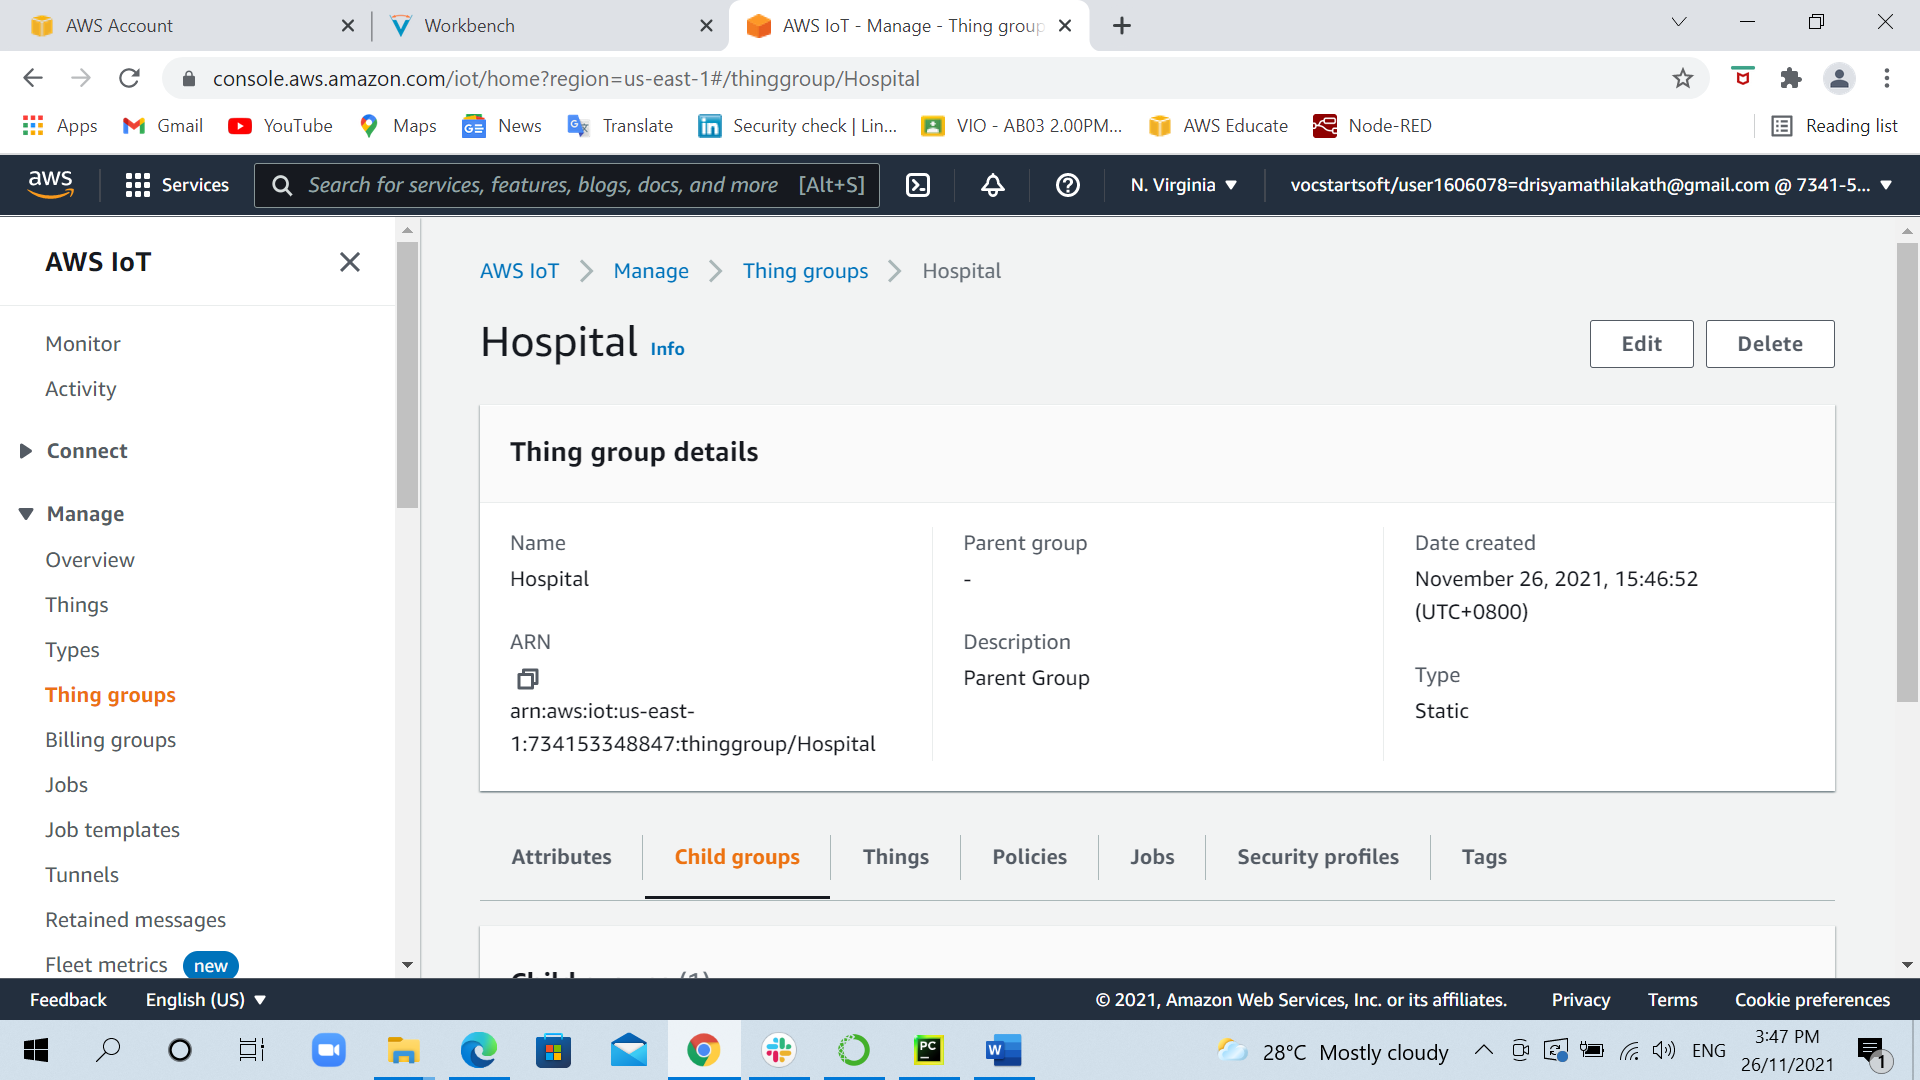 AWS Account
Workbench
AWS IoT - Manage - Thing group
console.aws.amazon.com/iot/home?region=us-east-1#/thinggroup/Hospital
Apps
Gmail
YouTube
Maps
News
Translate
Security check | Lin...
VIO - AB03 2.00PM...
AWS Educate
Node-RED
Reading list
aws
Services
Search for services, features, blogs, docs, and more [Alt+S]
N. Virginia
vocstartsoft/user1606078=drisyamathilakath@gmail.com @ 7341-5...
AWS IoT
Monitor
Activity
Connect
Manage
Overview
Things
Types
Thing groups
Billing groups
Jobs
Job templates
Tunnels
Retained messages
Fleet metrics new
AWS IoT
Manage
Thing groups
Hospital
Hospital Info
Edit
Delete
Thing group details
Name
Hospital
ARN
arn:aws:iot:us-east-
1:734153348847:thinggroup/Hospital
Parent group
-
Description
Parent Group
Date created
November 26, 2021, 15:46:52
(UTC+0800)
Type
Static
Attributes
Child groups
Things
Policies
Jobs
Security profiles
Tags
Feedback
English (US)
© 2021, Amazon Web Services, Inc. or its affiliates.
Privacy
Terms
Cookie preferences
28°C Mostly cloudy
ENG
3:47 PM
26/11/2021
1